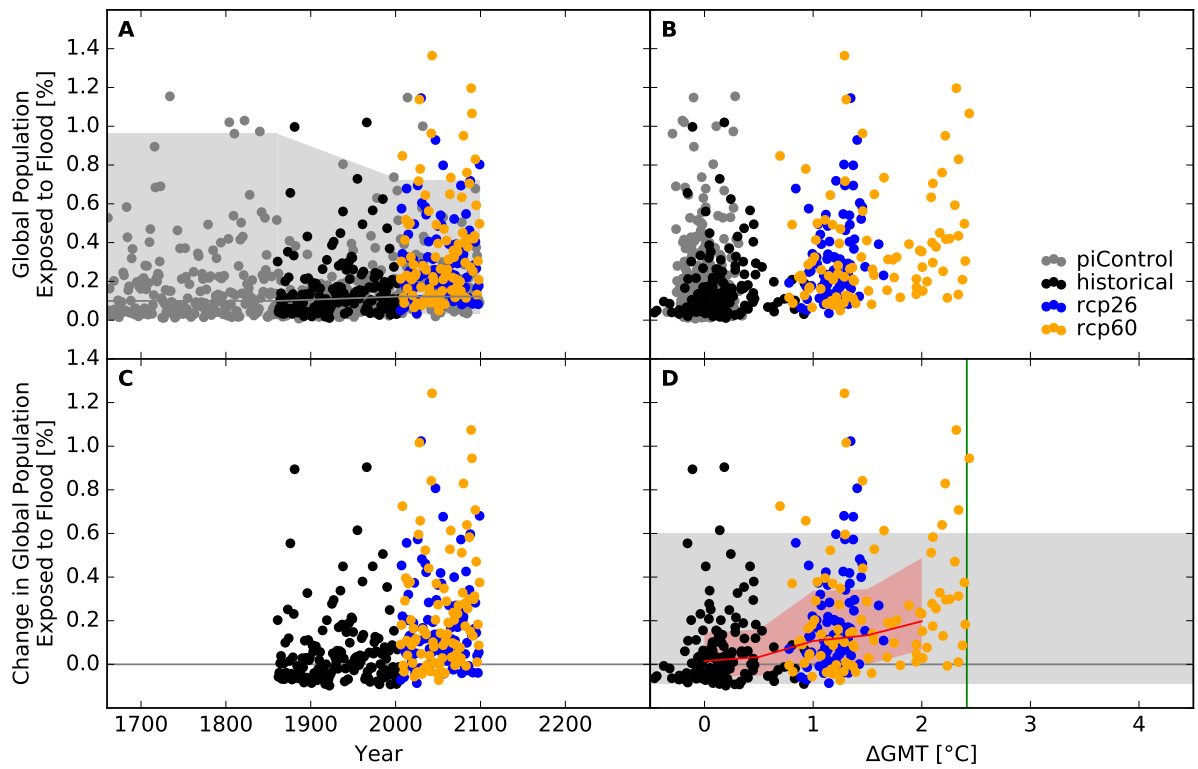 A
B
1.4
1.2
1.0
0.8
0.6
0.4
0.2
0.0
Global Population
Exposed to Flood [%]
piControl
historical
rcp26
rcp60
C
D
1.4
1.2
1.0
0.8
0.6
0.4
0.2
0.0
Change in Global Population
Exposed to Flood [%]
1700 1800 1900 2000 2100 2200
0 1 2 3 4
Year
ΔGMT [°C]